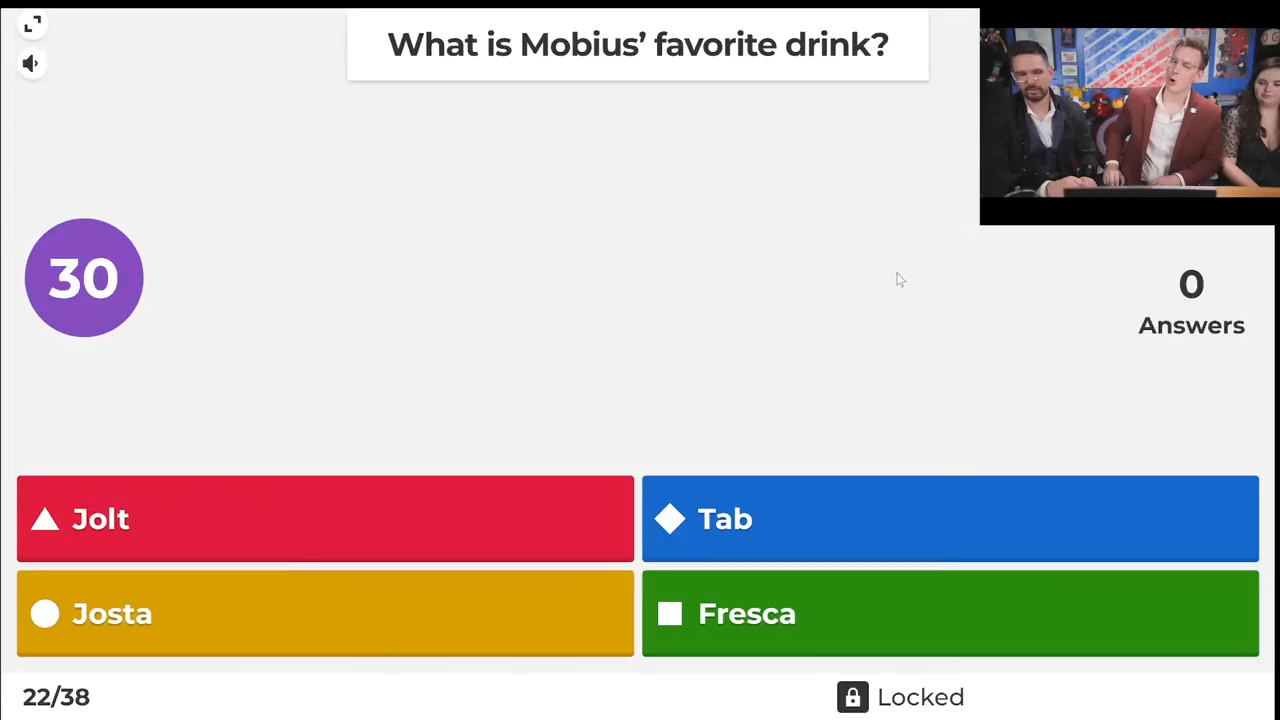 What is Mobius’ favorite drink?
30
0
Answers
Jolt
Tab
Josta
Fresca
22/38
Locked